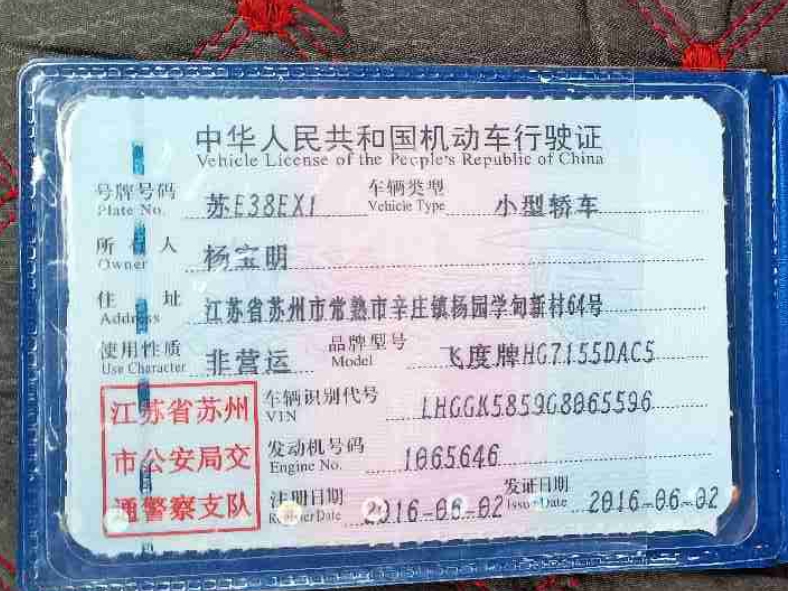 中华人民共和国机动车行驶证
Vehicle License of the People's Republic of China
号牌号码 苏E38EX1 车辆类型 小型轿车
Plate No. Vehicle Type
所有人 杨宝明
Owner
住址 江苏省苏州市常熟市辛庄镇杨园学甸新村64号
Address
使用性质 非营运 品牌型号 飞度牌HG7155DAC5
Use Character Model
车辆识别代号 LHGGK5859G8065596
VIN
发动机号码 1065646
Engine No.
注册日期 2016-06-02 发证日期 2016-06-02
Register Date Issue Date
江苏省苏州
市公安局交
通警察支队